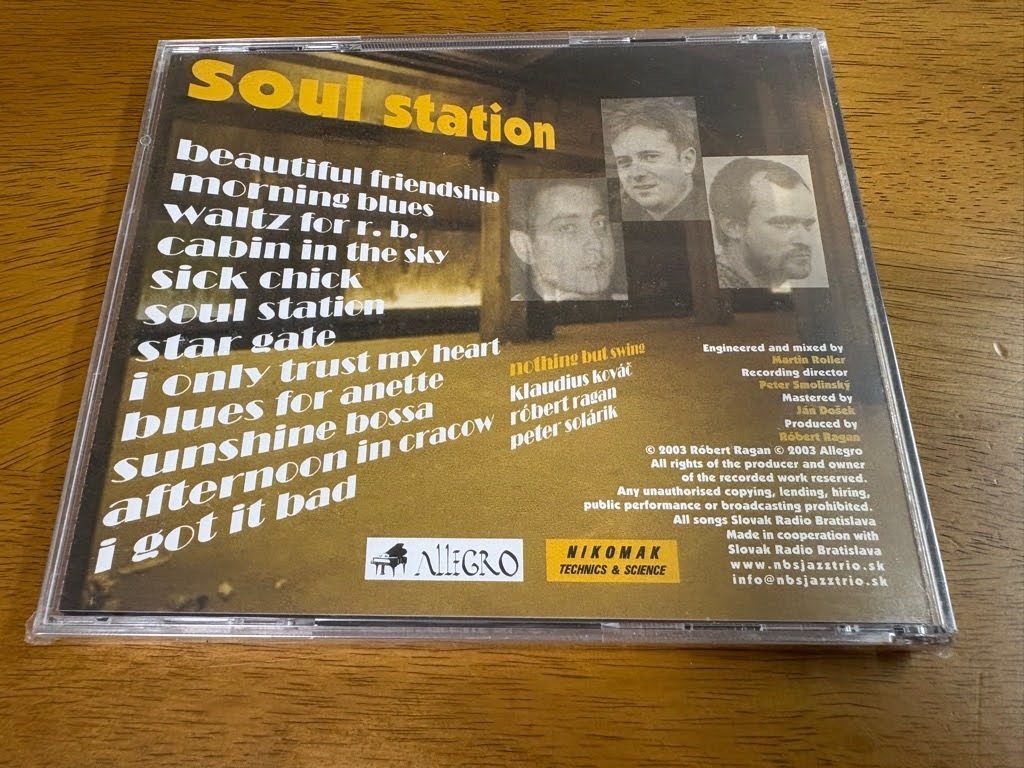 soul station
beautiful friendship
morning blues
waltz for r. b.
cabin in the sky
sick chick
soul station
star gate
i only trust my heart
blues for anette
sunshine bossa
afternoon in cracow
i got it bad
nothing but swing
klaudius kováč
róbert ragan
peter solárik
Engineered and mixed by
Martin Roller
Recording director
Peter Smolinský
Mastered by
Ján Došek
Produced by
Róbert Ragan
© 2003 Róbert Ragan © 2003 Allegro
All rights of the producer and owner
of the recorded work reserved.
Any unauthorised copying, lending, hiring,
public performance or broadcasting prohibited.
All songs Slovak Radio Bratislava
Made in cooperation with
Slovak Radio Bratislava
www.nbsjazztrio.sk
info@nbsjazztrio.sk
ALLEGRO
NIKOMAK
TECHNICS & SCIENCE